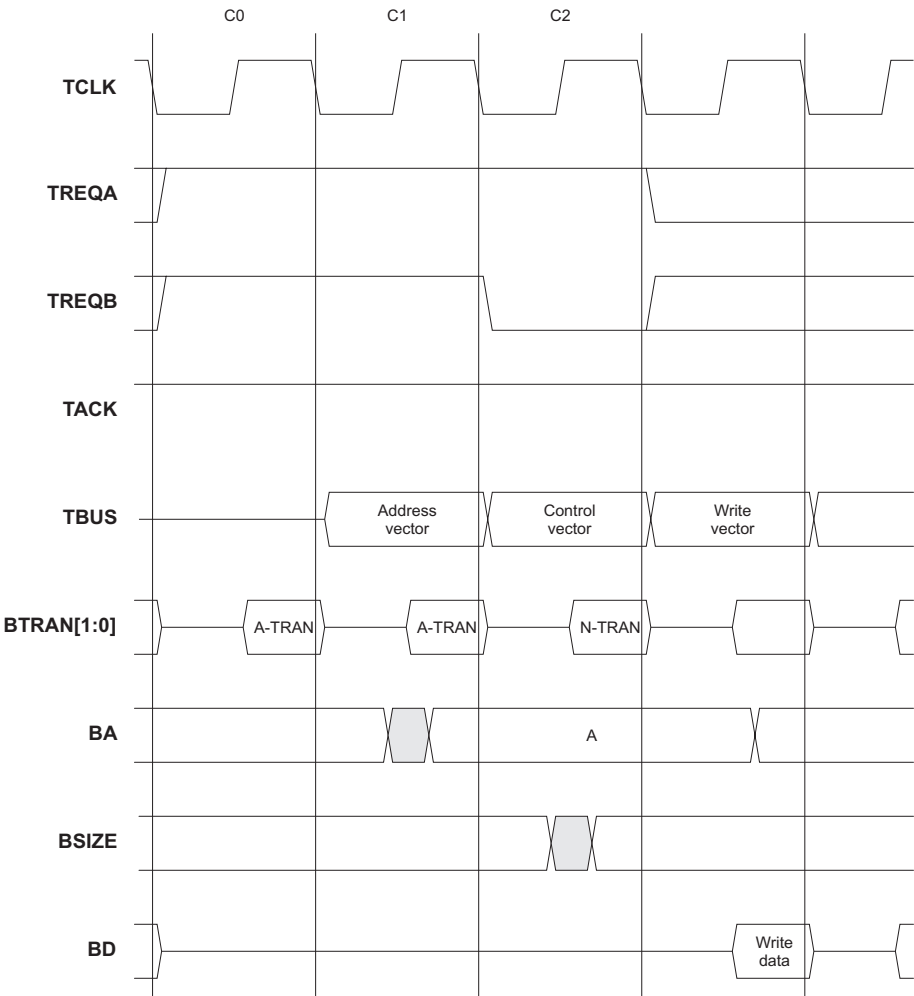 C0 C1 C2
TCLK
TREQA
TREQB
TACK
TBUS
Address
vector
Control
vector
Write
vector
BTRAN[1:0]
A-TRAN
A-TRAN
N-TRAN
BA
A
BSIZE
BD
Write
data